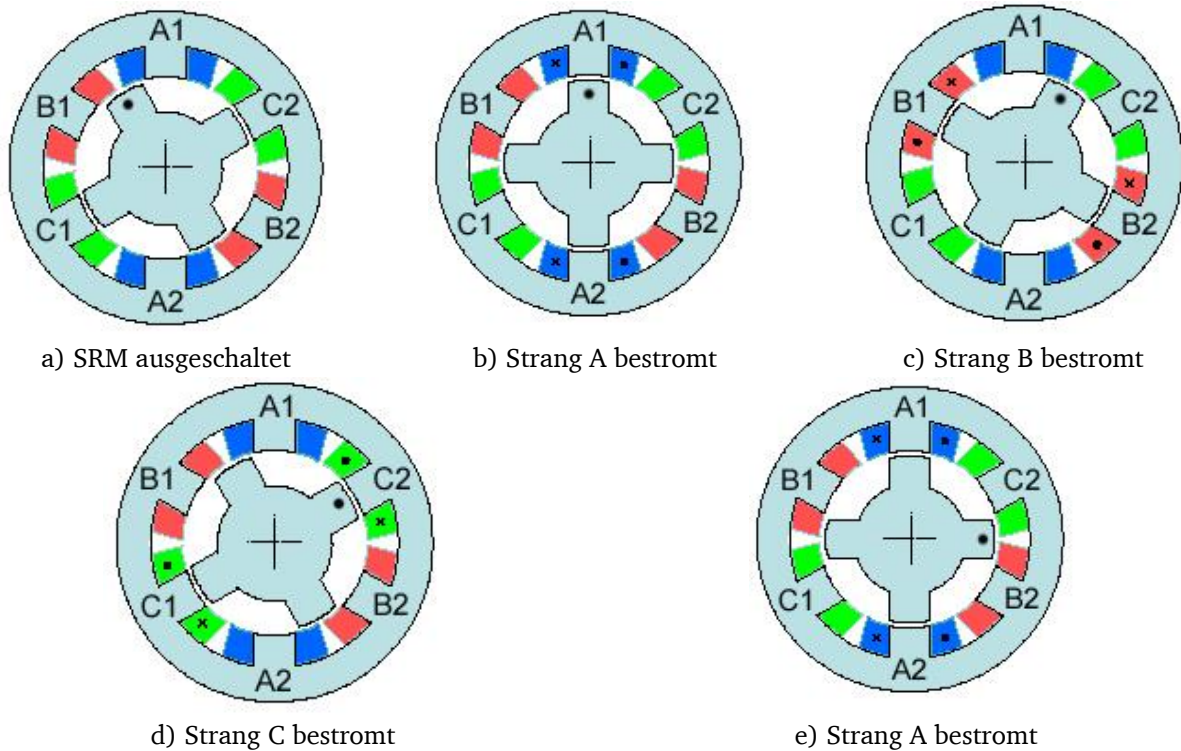 A1
B1
C2
C1
B2
A2
a) SRM ausgeschaltet
A1
B1
C2
C1
B2
A2
b) Strang A bestromt
A1
B1
C2
C1
B2
A2
c) Strang B bestromt
A1
B1
C2
C1
B2
A2
d) Strang C bestromt
A1
B1
C2
C1
B2
A2
e) Strang A bestromt